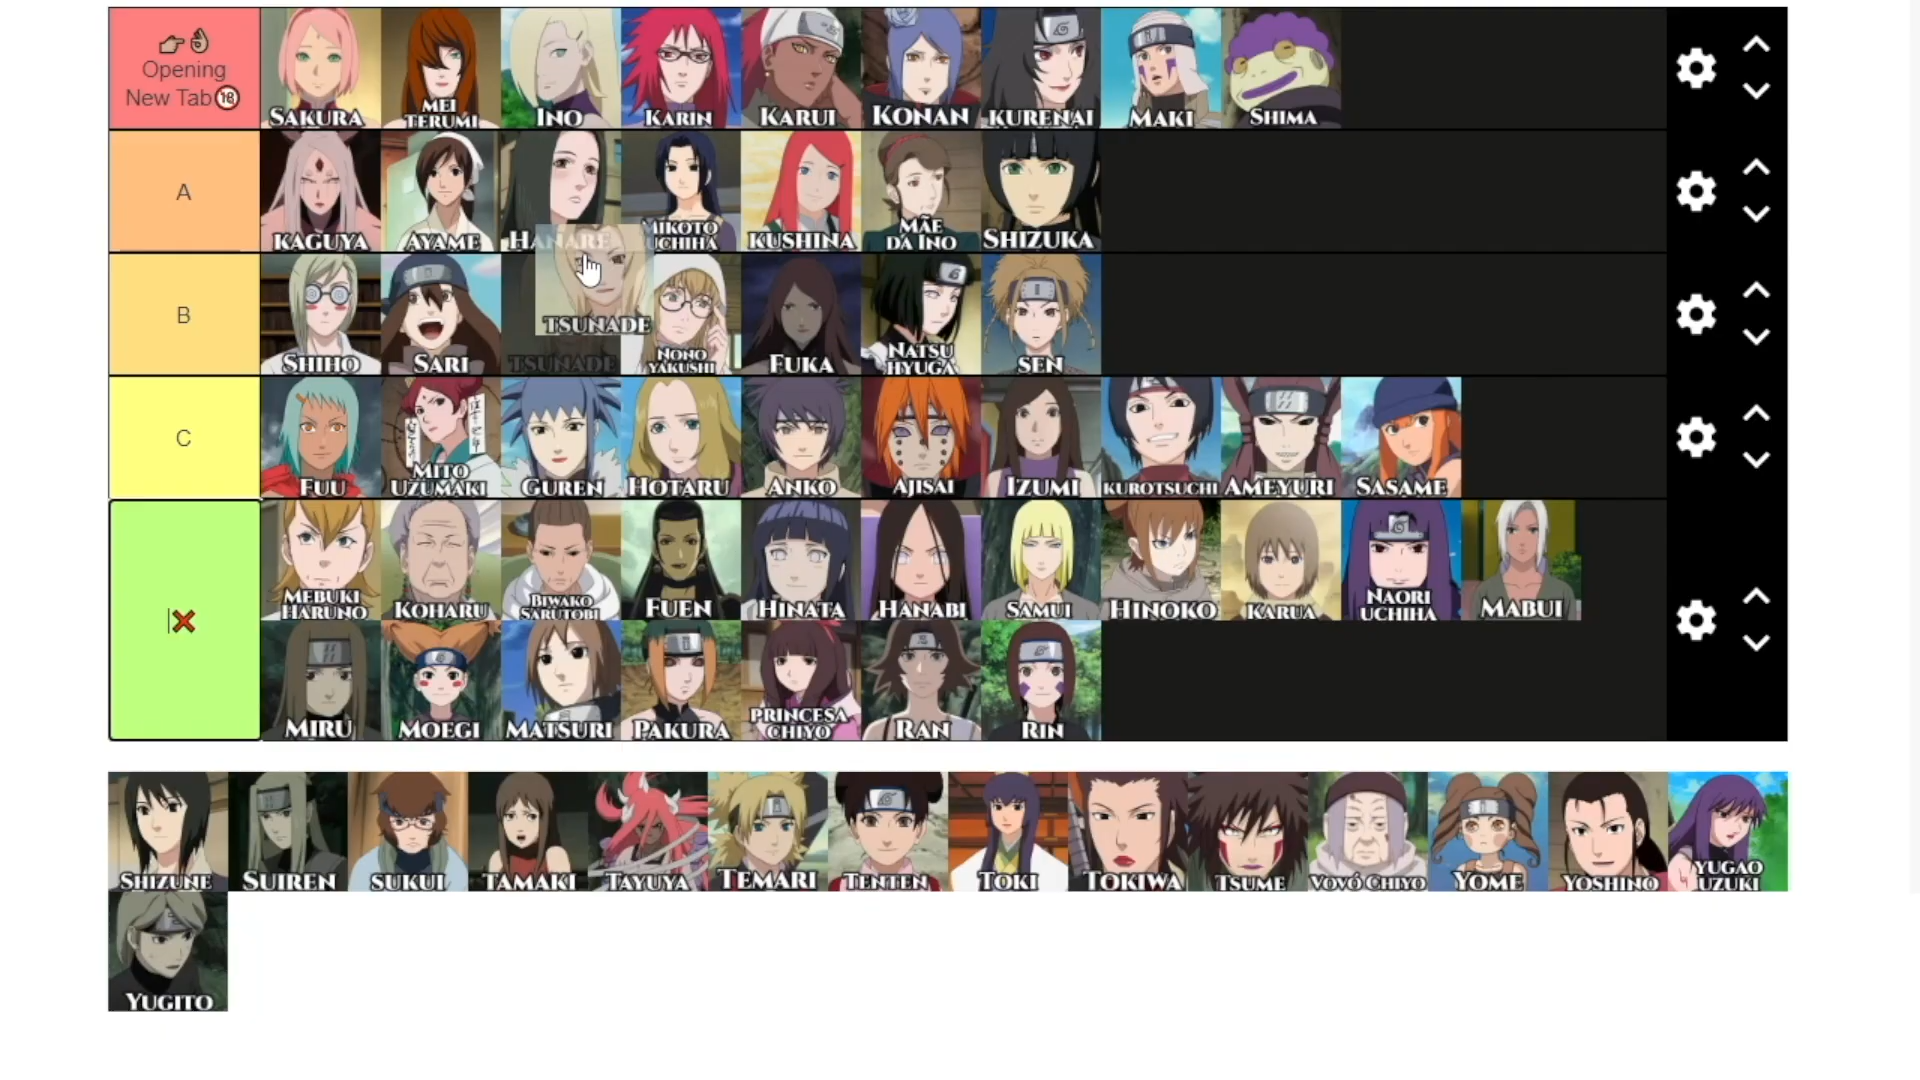 Opening
New Tab🔞
SAKURA
MEI
TERUMI
INO
KARIN
KARUI
KONAN
KURENAI
MAKI
SHIMA
A
KAGUYA
AYAME
HANARE
MIKOTO
UCHIHA
KUSHINA
MÃE
DA INO
SHIZUKA
B
SHIHO
SARI
TSUNADE
TSUNADE
NONO
YAKUSHI
FUKA
NATSU
HYUGA
SEN
C
FUU
MITO
UZUMAKI
GUREN
HOTARU
ANKO
AJISAI
IZUMI
KUROTSUCHI
AMEYURI
SASAME
❌
MEBUKI
HARUNO
KOHARU
BIWAKO
SARUTOBI
FUEN
HINATA
HANABI
SAMUI
HINOKO
KARUA
NAORI
UCHIHA
MABUI
MIRU
MOEGI
MATSURI
PAKURA
PRINCESA
CHIYO
RAN
RIN
SHIZUNE
SUIREN
SUKUI
TAMAKI
TAYUYA
TEMARI
TENTEN
TOKI
TOKIWA
TSUME
VOVÓ CHIYO
YOME
YOSHINO
YUGAO
UZUKI
YUGITO